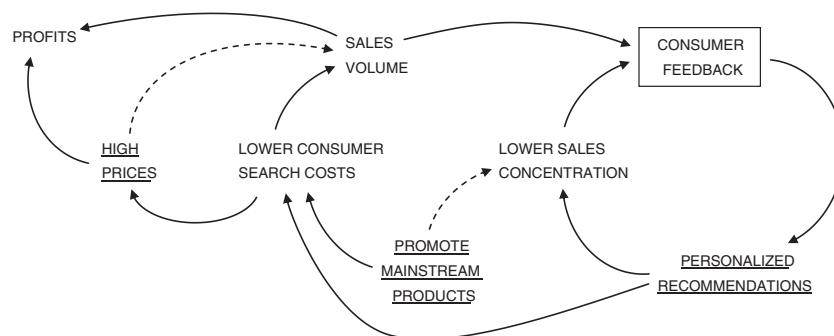 PROFITS
SALES
VOLUME
CONSUMER
FEEDBACK
HIGH
PRICES
LOWER CONSUMER
SEARCH COSTS
LOWER SALES
CONCENTRATION
PROMOTE
MAINSTREAM
PRODUCTS
PERSONALIZED
RECOMMENDATIONS